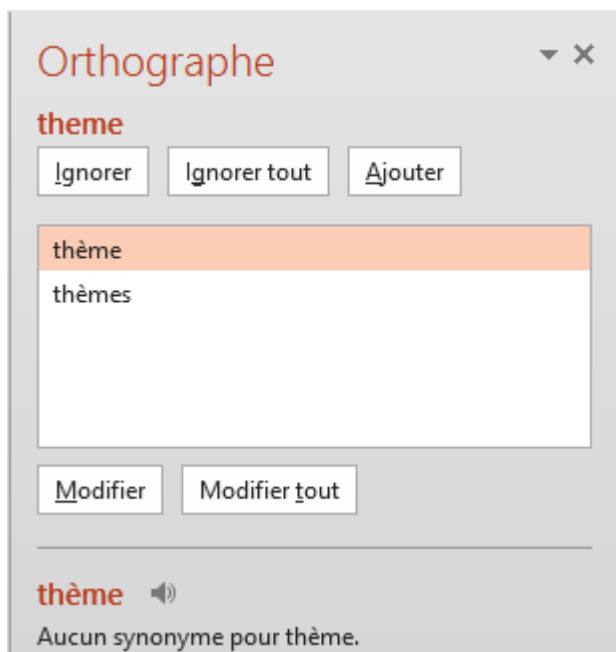 Orthographe
theme
Ignorer Ignorer tout Ajouter
thème
thèmes
Modifier Modifier tout
thème
Aucun synonyme pour thème.